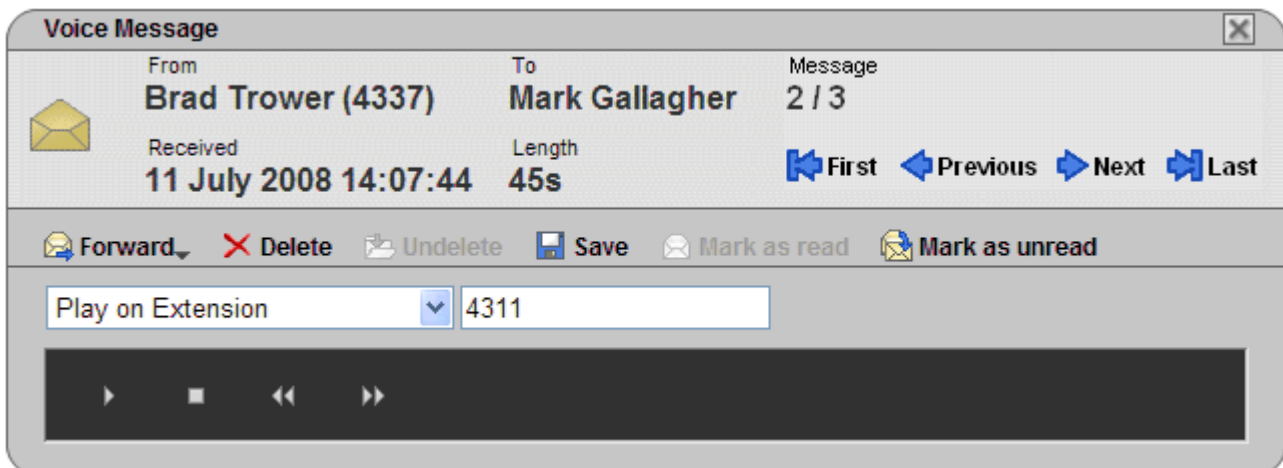 Voice Message
From To Message
Brad Trower (4337) Mark Gallagher 2 / 3
Received Length
11 July 2008 14:07:44 45s
First Previous Next Last
Forward Delete Undelete Save Mark as read Mark as unread
Play on Extension 4311